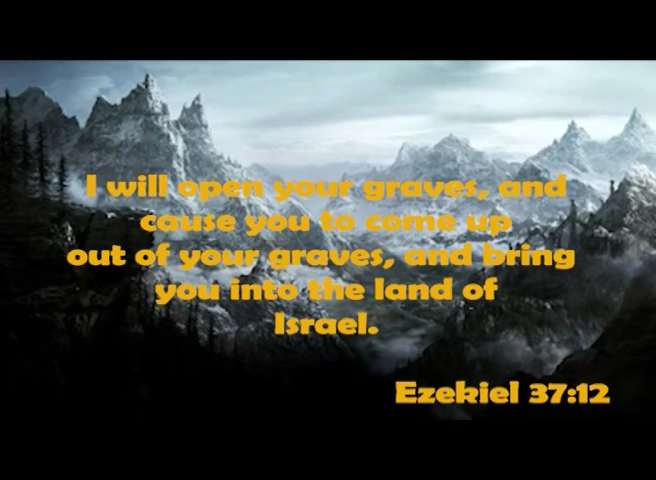 I will open your graves, and
cause you to come up
out of your graves, and bring
you into the land of
Israel.
Ezekiel 37:12